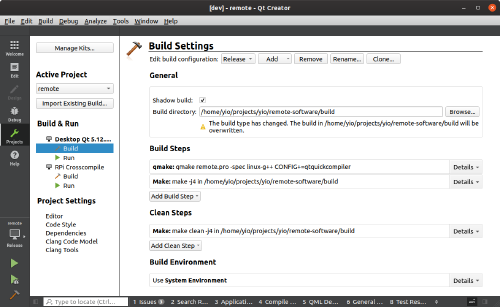 [dev] - remote - Qt Creator
File Edit Build Debug Analyze Tools Window Help
Welcome
Edit
Design
Debug
Projects
Help
remote
Release
Manage Kits...
Active Project
remote
Import Existing Build...
Build & Run
Desktop Qt 5.12....
Build
Run
RPi Crosscompile
Build
Run
Project Settings
Editor
Code Style
Dependencies
Clang Code Model
Clang Tools
Build Settings
Edit build configuration: Release Add Remove Rename... Clone...
General
Shadow build:
Build directory: /home/yio/projects/yio/remote-software/build Browse...
The build type has changed. The build in /home/yio/projects/yio/remote-software/build will be
overwritten.
Build Steps
qmake: qmake remote.pro -spec linux-g++ CONFIG+=qtquickcompiler Details
Make: make -j4 in /home/yio/projects/yio/remote-software/build Details
Add Build Step
Clean Steps
Make: make clean -j4 in /home/yio/projects/yio/remote-software/build Details
Add Clean Step
Build Environment
Use System Environment Details
Type to locate (Ctrl... 1 Issues 2 Search R... 3 Applicati... 4 Compile ... 5 QML De... 6 General ... 8 Test Res...